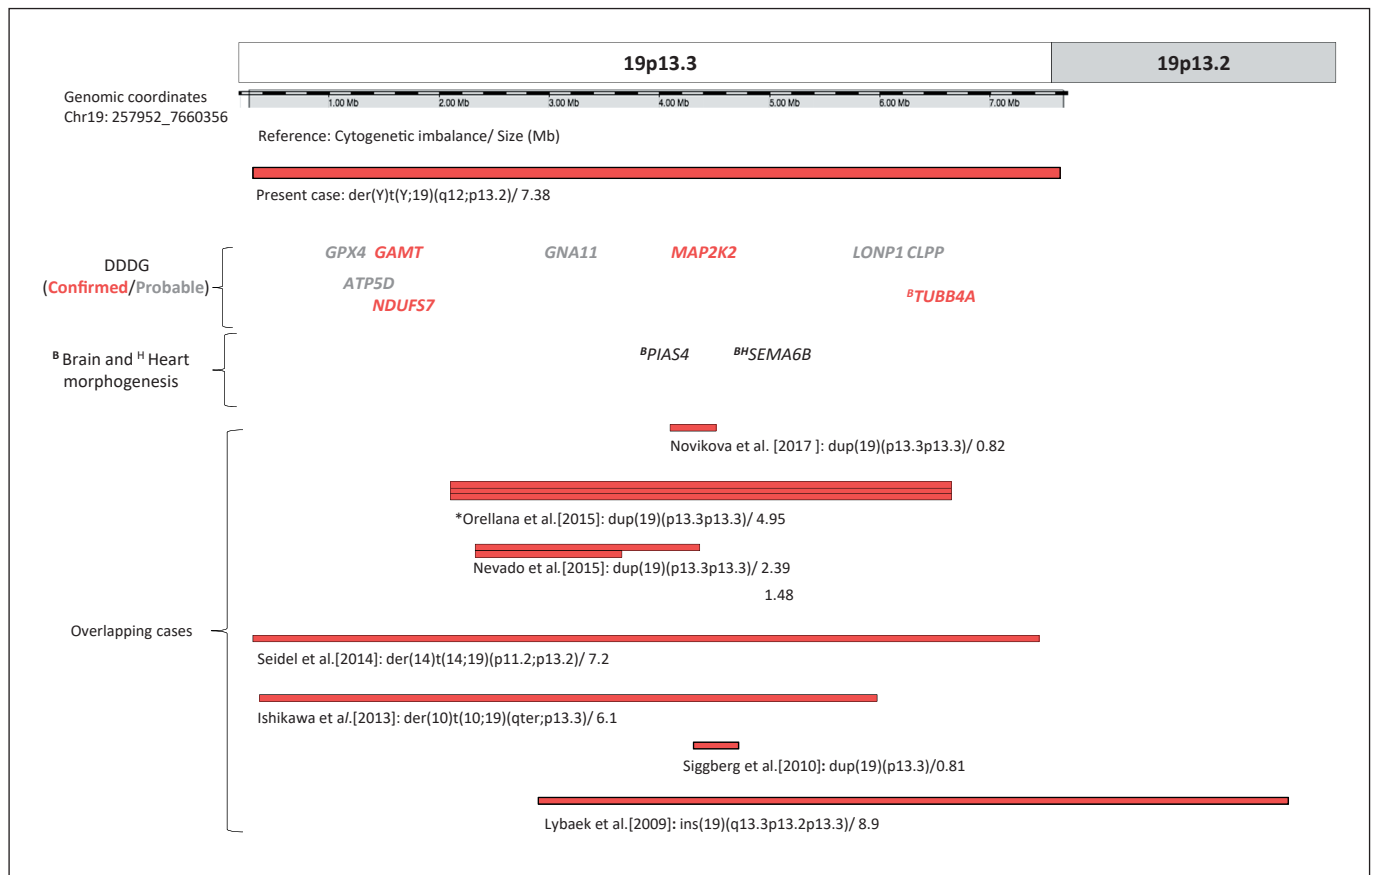 19p13.3 19p13.2
Genomic coordinates
Chr19: 257952_7660356
1.00 Mb 2.00 Mb 3.00 Mb 4.00 Mb 5.00 Mb 6.00 Mb 7.00 Mb
Reference: Cytogenetic imbalance/ Size (Mb)
Present case: der(Y)t(Y;19)(q12;p13.2)/ 7.38
DDDG
(Confirmed/Probable)
GPX4 GAMT GNA11 MAP2K2 LONP1 CLPP
ATP5D
NDUFS7
ᴮTUBB4A
ᴮ Brain and ᴴ Heart
morphogenesis
ᴮPIAS4 ᴮᴴSEMA6B
Novikova et al. [2017 ]: dup(19)(p13.3p13.3)/ 0.82
*Orellana et al.[2015]: dup(19)(p13.3p13.3)/ 4.95
Nevado et al.[2015]: dup(19)(p13.3p13.3)/ 2.39
1.48
Overlapping cases
Seidel et al.[2014]: der(14)t(14;19)(p11.2;p13.2)/ 7.2
Ishikawa et al.[2013]: der(10)t(10;19)(qter;p13.3)/ 6.1
Siggberg et al.[2010]: dup(19)(p13.3)/0.81
Lybaek et al.[2009]: ins(19)(q13.3p13.2p13.3)/ 8.9